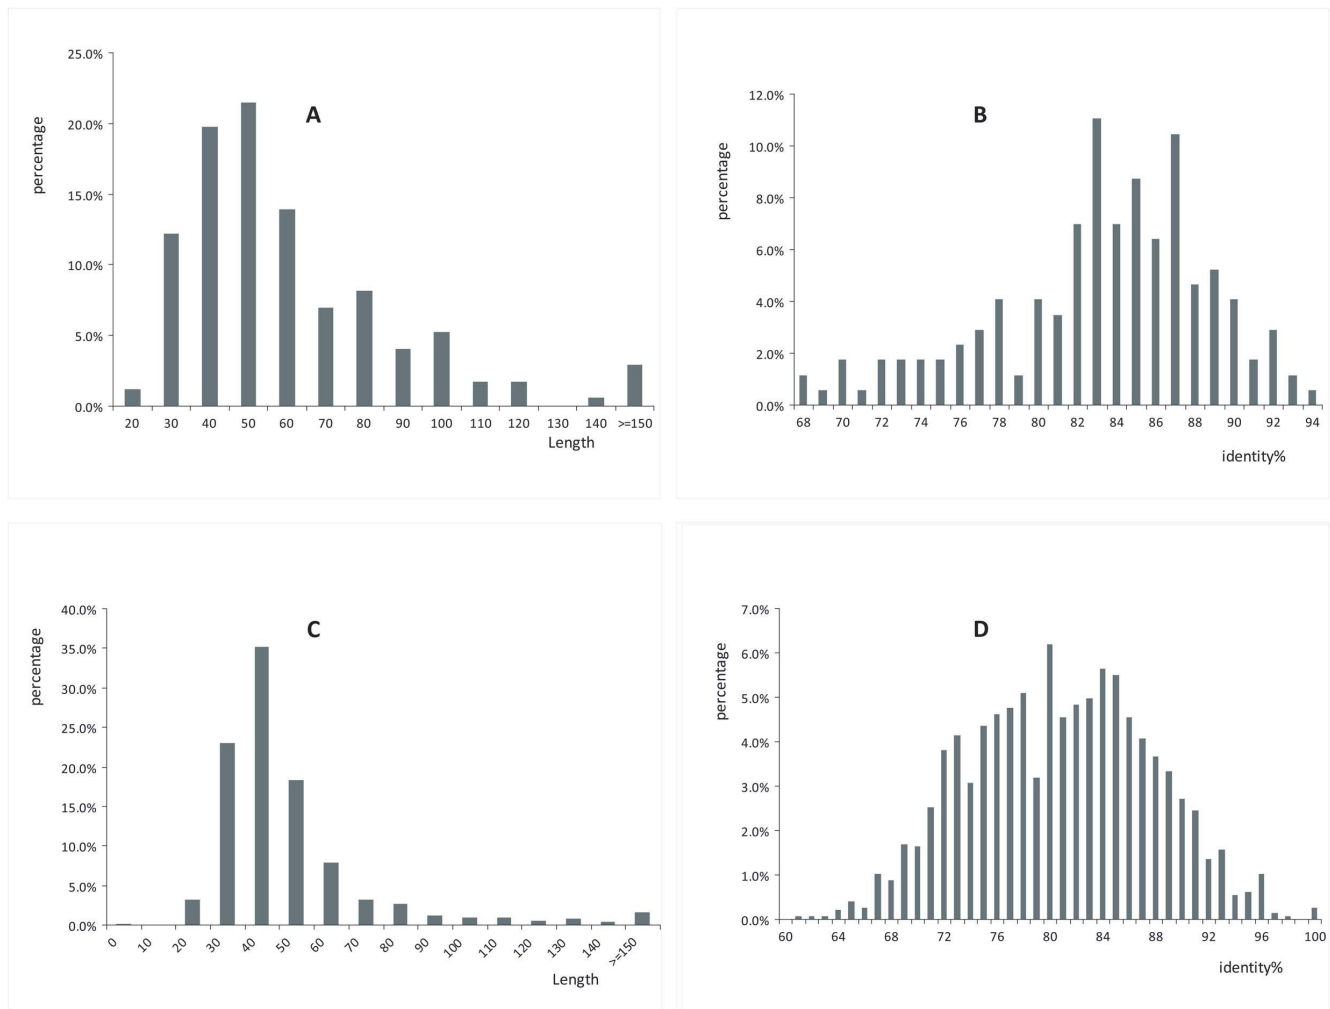 A
percentage
25.0%
20.0%
15.0%
10.0%
5.0%
0.0%
20 30 40 50 60 70 80 90 100 110 120 130 140 >=150
Length
B
percentage
12.0%
10.0%
8.0%
6.0%
4.0%
2.0%
0.0%
68 70 72 74 76 78 80 82 84 86 88 90 92 94
identity%
C
percentage
40.0%
35.0%
30.0%
25.0%
20.0%
15.0%
10.0%
5.0%
0.0%
0 10 20 30 40 50 60 70 80 90 100 110 120 130 140 >=150
Length
D
percentage
7.0%
6.0%
5.0%
4.0%
3.0%
2.0%
1.0%
0.0%
60 64 68 72 76 80 84 88 92 96 100
identity%